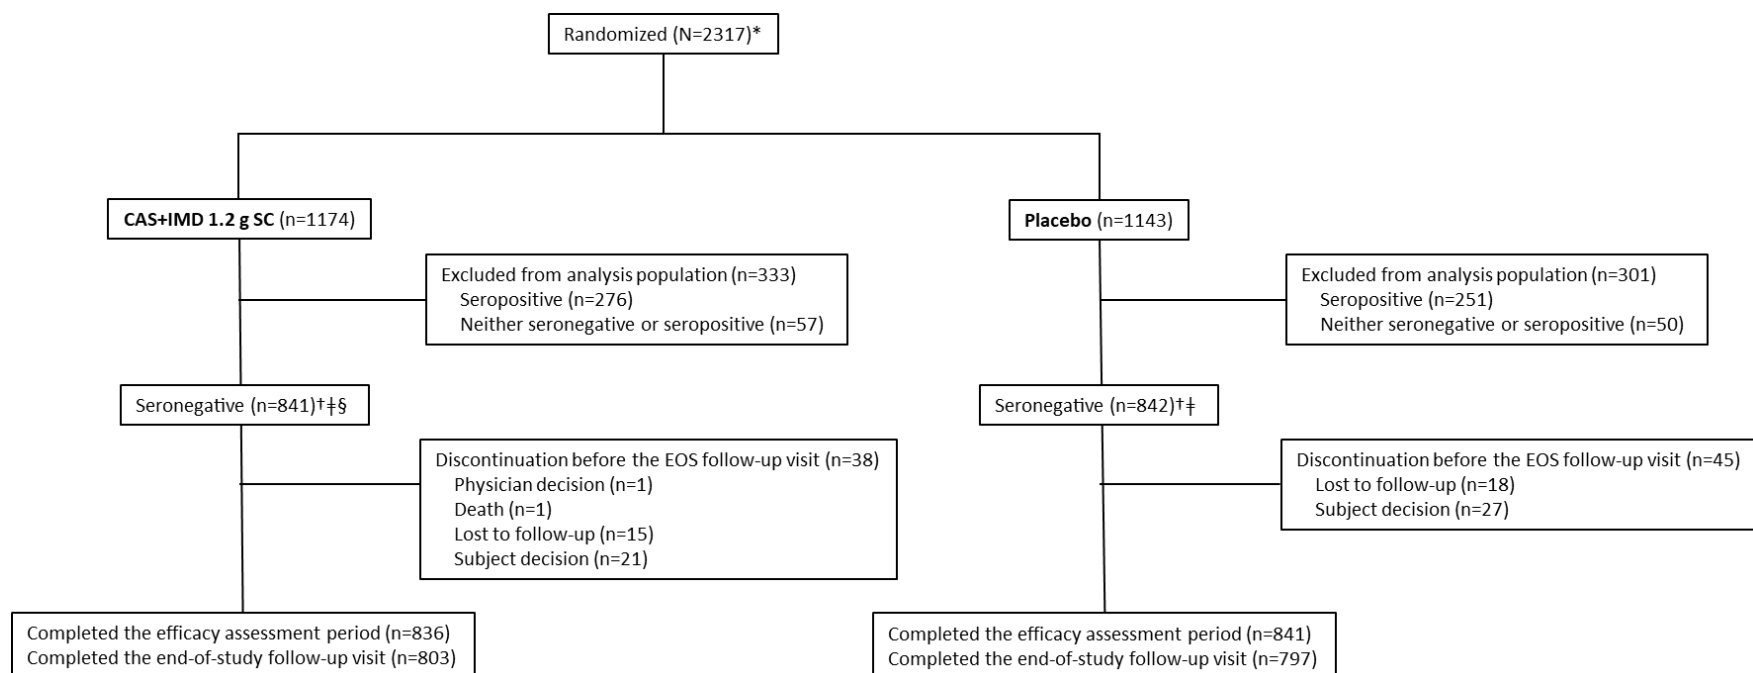 Randomized (N=2317)*
CAS+IMD 1.2 g SC (n=1174)
Excluded from analysis population (n=333)
Seropositive (n=276)
Neither seronegative or seropositive (n=57)
Seronegative (n=841)†ǂ§
Discontinuation before the EOS follow-up visit (n=38)
Physician decision (n=1)
Death (n=1)
Lost to follow-up (n=15)
Subject decision (n=21)
Completed the efficacy assessment period (n=836)
Completed the end-of-study follow-up visit (n=803)
Placebo (n=1143)
Excluded from analysis population (n=301)
Seropositive (n=251)
Neither seronegative or seropositive (n=50)
Seronegative (n=842)†ǂ
Discontinuation before the EOS follow-up visit (n=45)
Lost to follow-up (n=18)
Subject decision (n=27)
Completed the efficacy assessment period (n=841)
Completed the end-of-study follow-up visit (n=797)